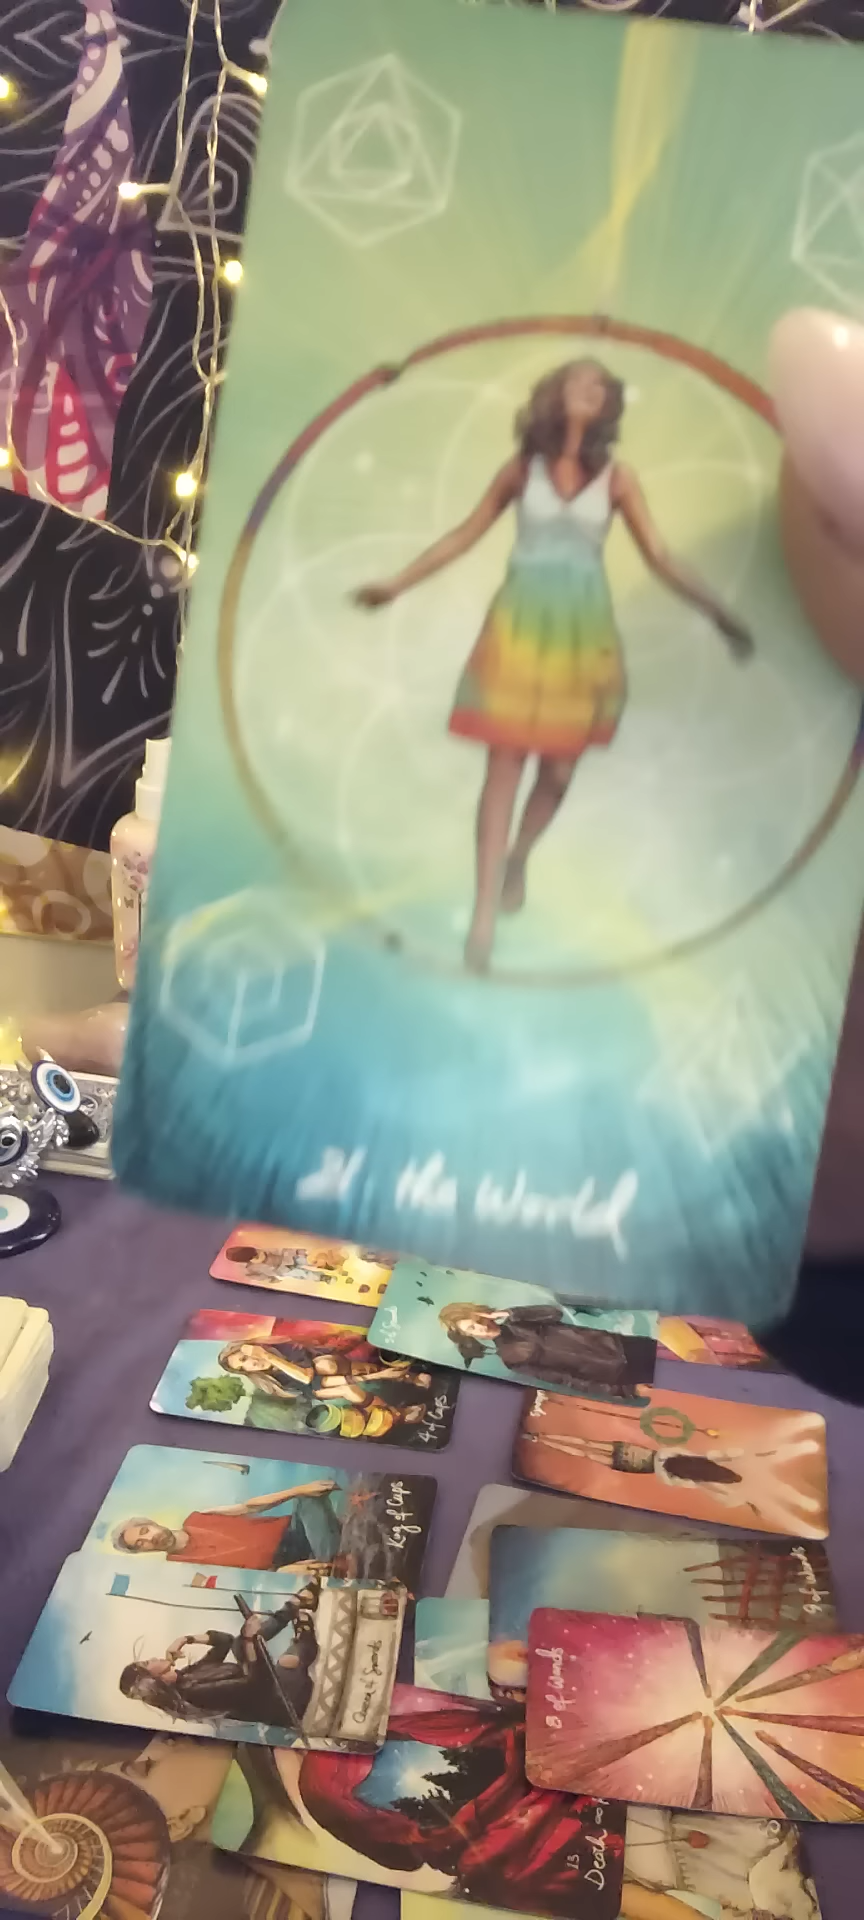 21. the World
4 of Cups
King of Cups
Queen of Swords
9 of Wands
8 of Wands
13
Death